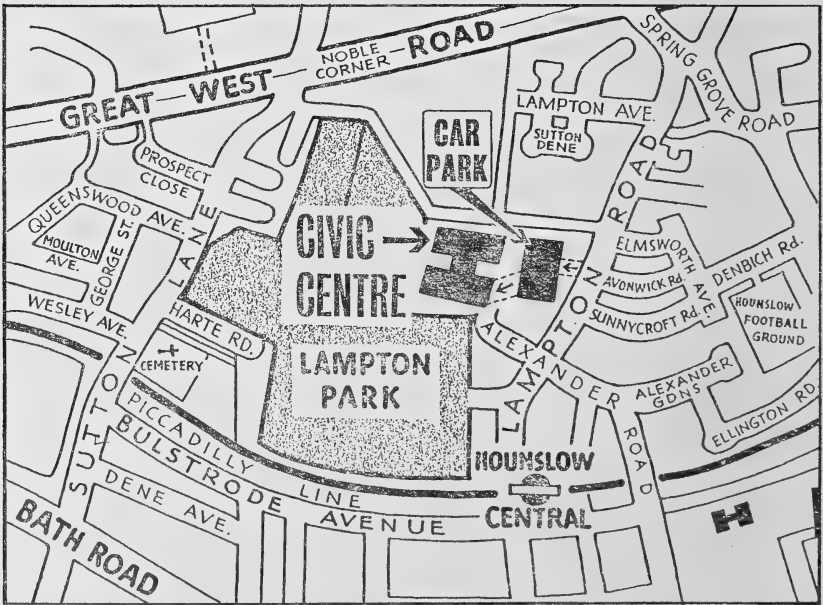 GREAT WEST ROAD
NOBLE
CORNER
SPRING GROVE ROAD
LAMPTON AVE.
SUTTON
DENE
CAR
PARK
PROSPECT
CLOSE
QUEENSWOOD AVE.
MOULTON
AVE.
GEORGE ST.
WESLEY AVE.
SUTTON LANE
HARTE RD.
CEMETERY
CIVIC
CENTRE
LAMPTON
PARK
LAMPTON ROAD
ELMSWORTH AVE.
AVONWICK Rd.
SUNNYCROFT Rd.
DENBICH Rd.
HOUNSLOW
FOOTBALL
GROUND
ALEXANDER ROAD
ALEXANDER
GDNS
ELLINGTON RD.
PICCADILLY LINE
BULSTRODE AVENUE
HOUNSLOW
CENTRAL
DENE AVE.
BATH ROAD